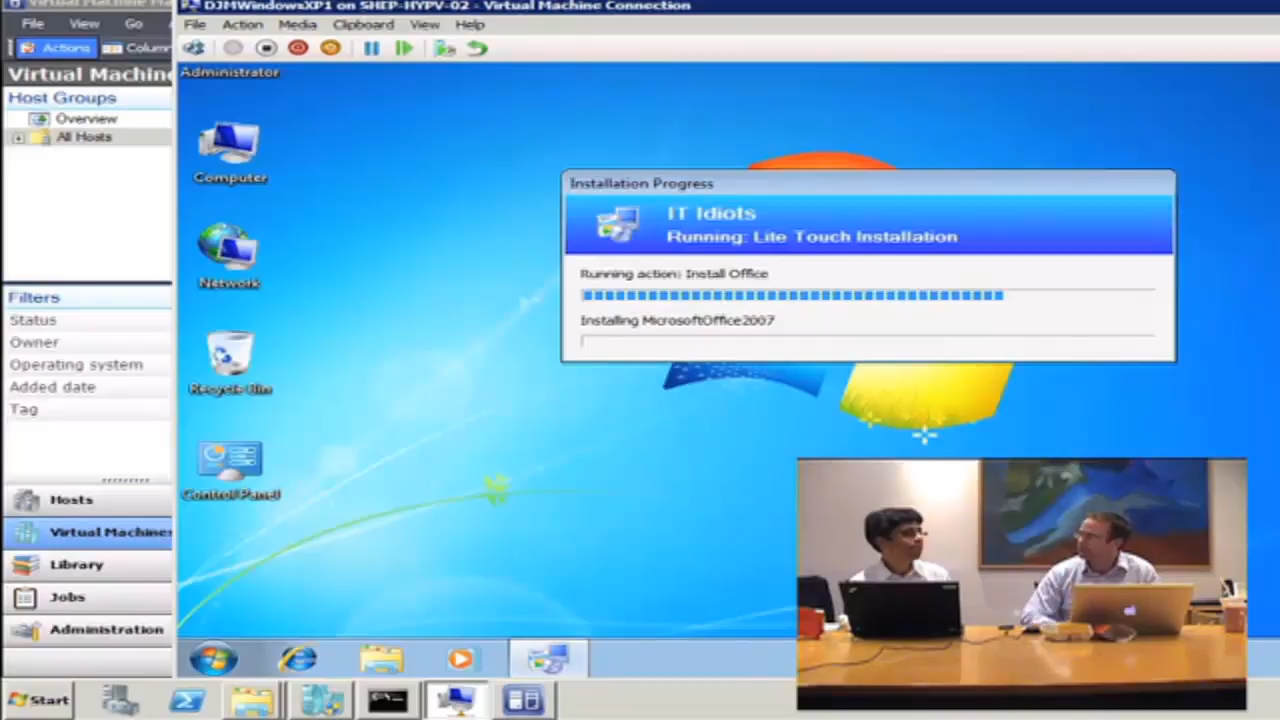 DJMWindowsXP1 on SHEP-HYPV-02 - Virtual Machine Connection
File View Go
File Action Media Clipboard View Help
Actions Column
Virtual Machine
Administrator
Host Groups
Overview
All Hosts
Computer
Network
Recycle Bin
Control Panel
Installation Progress
IT Idiots
Running: Lite Touch Installation
Running action: Install Office
Installing MicrosoftOffice2007
Filters
Status
Owner
Operating system
Added date
Tag
Hosts
Virtual Machines
Library
Jobs
Administration
Start